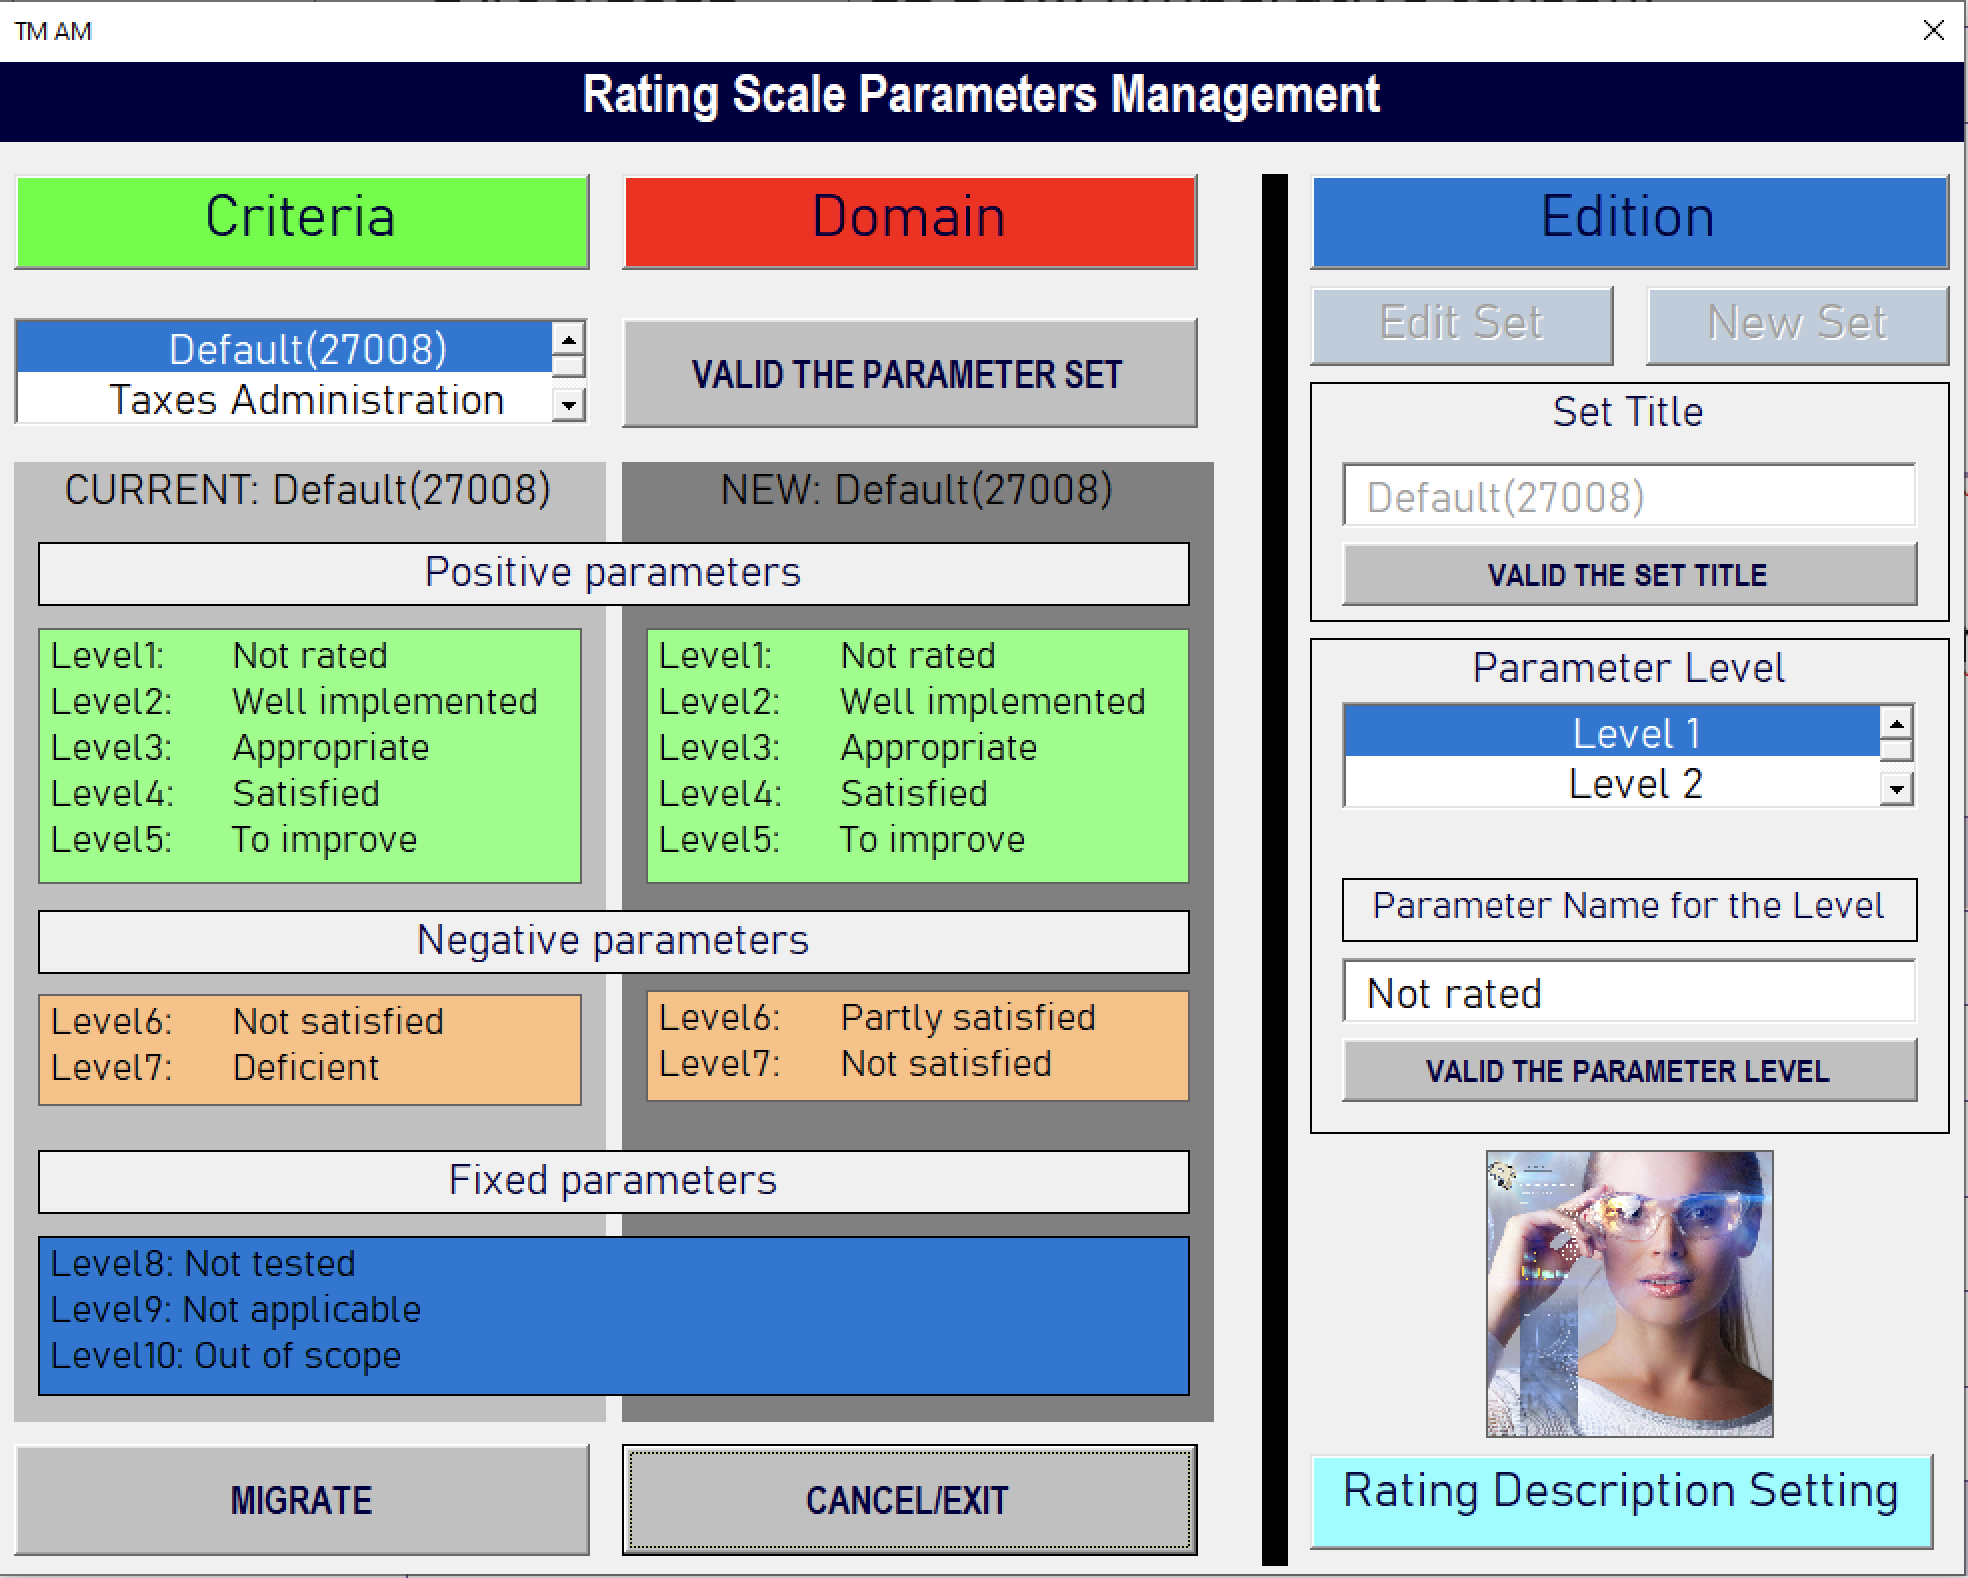 TM AM
Rating Scale Parameters Management
Criteria
Domain
Default(27008)
Taxes Administration
VALID THE PARAMETER SET
CURRENT: Default(27008)
NEW: Default(27008)
Positive parameters
Level1: Not rated
Level2: Well implemented
Level3: Appropriate
Level4: Satisfied
Level5: To improve
Level1: Not rated
Level2: Well implemented
Level3: Appropriate
Level4: Satisfied
Level5: To improve
Negative parameters
Level6: Not satisfied
Level7: Deficient
Level6: Partly satisfied
Level7: Not satisfied
Fixed parameters
Level8: Not tested
Level9: Not applicable
Level10: Out of scope
MIGRATE
CANCEL/EXIT
Edition
Edit Set
New Set
Set Title
Default(27008)
VALID THE SET TITLE
Parameter Level
Level 1
Level 2
Parameter Name for the Level
Not rated
VALID THE PARAMETER LEVEL
Rating Description Setting